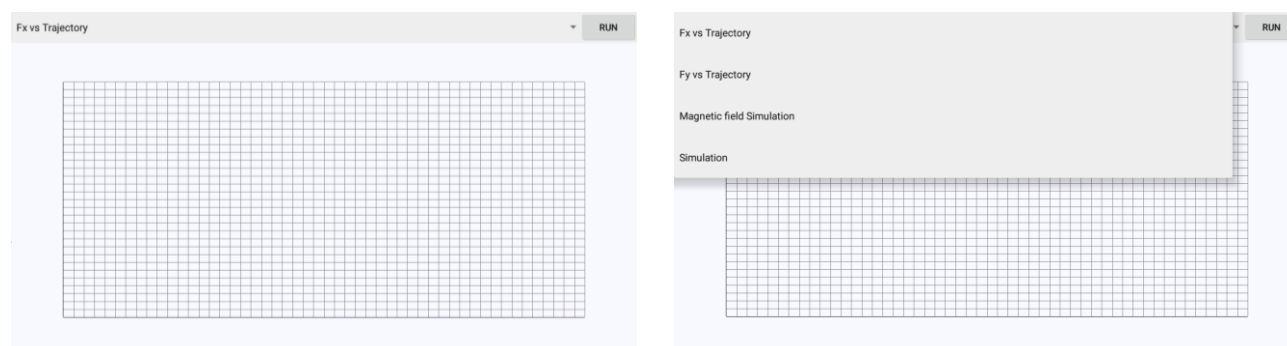 Fx vs Trajectory
RUN
Fx vs Trajectory
RUN
Fy vs Trajectory
Magnetic field Simulation
Simulation